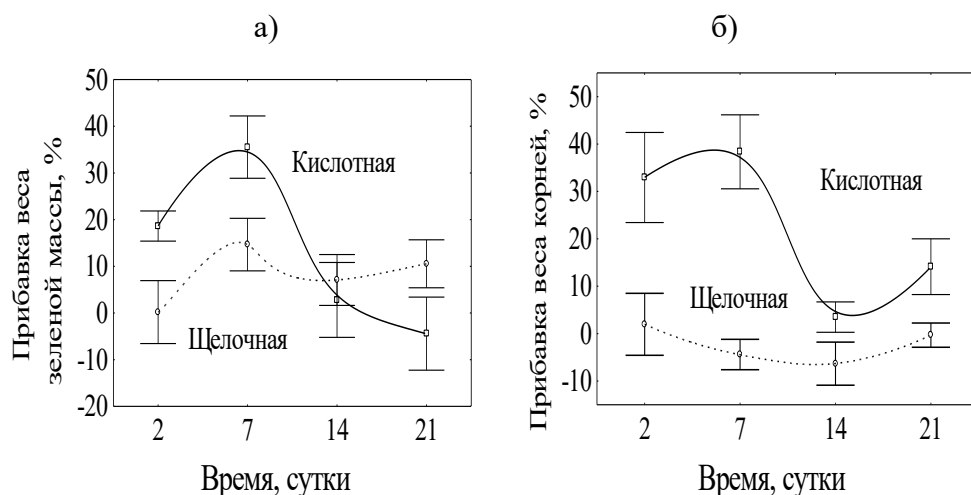 а)
Прибавка веса
зеленой массы, %
50
40
30
20
10
0
-10
-20
Кислотная
Щелочная
2 7 14 21
Время, сутки
б)
Прибавка веса корней, %
50
40
30
20
10
0
-10
Кислотная
Щелочная
2 7 14 21
Время, сутки